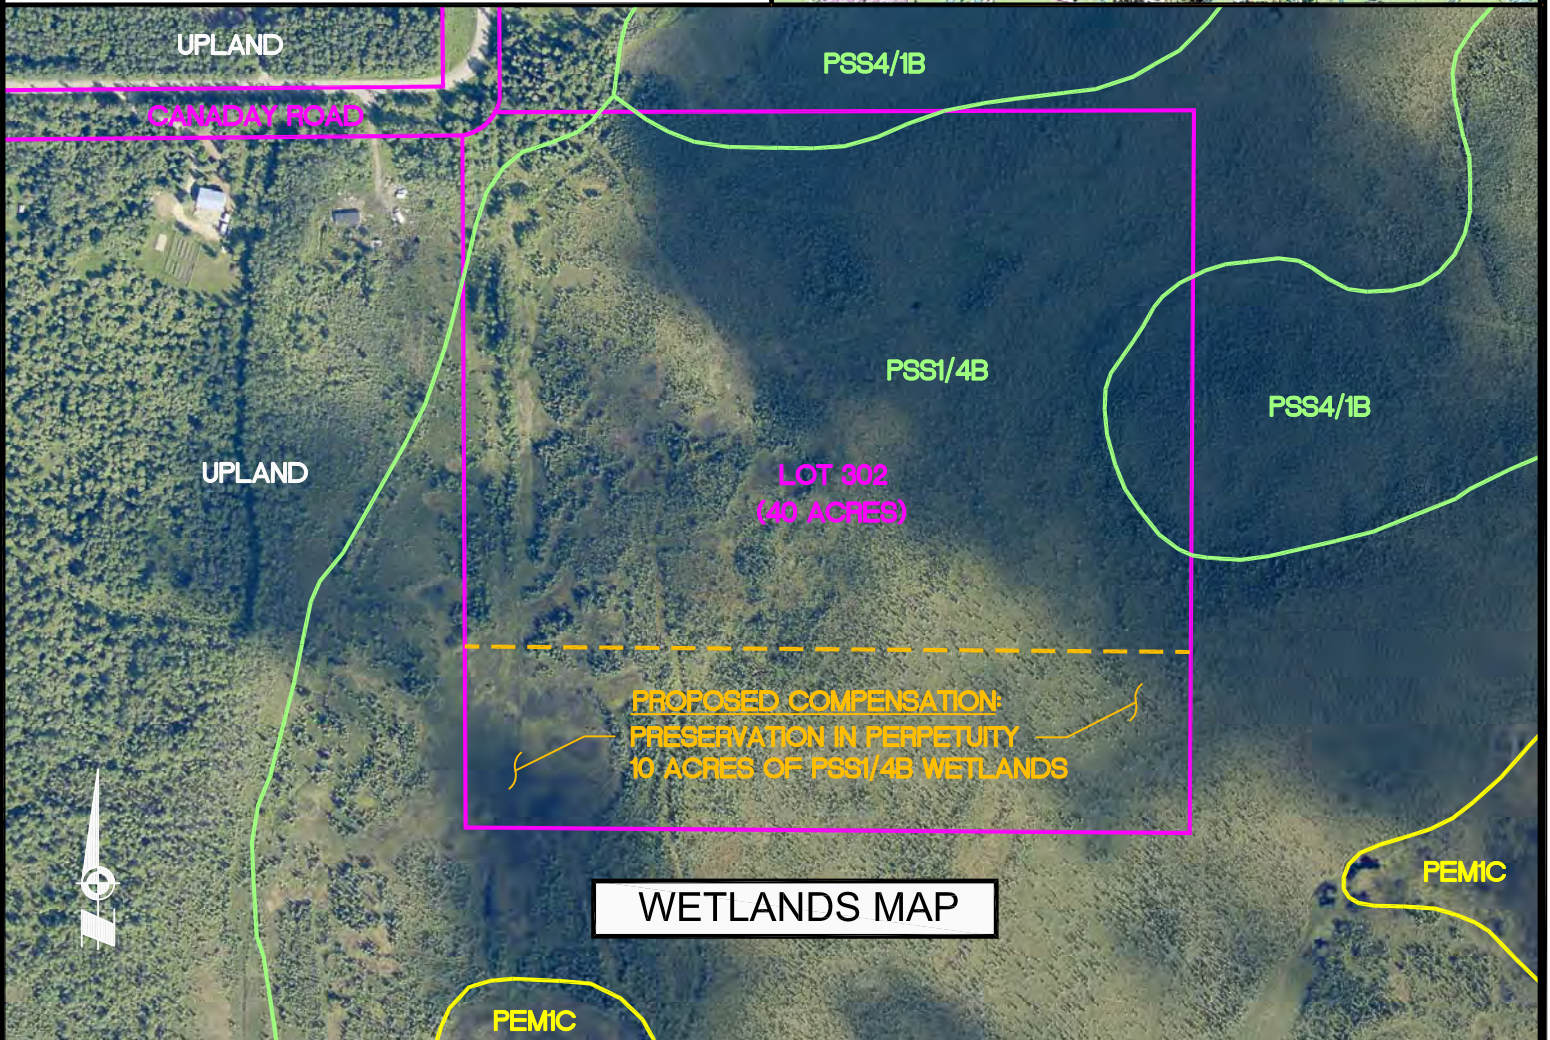 UPLAND
PSS4/1B
CANADAY ROAD
PSS1/4B
PSS4/1B
UPLAND
LOT 302
(40 ACRES)
PROPOSED COMPENSATION:
PRESERVATION IN PERPETUITY
10 ACRES OF PSS1/4B WETLANDS
PEM1C
WETLANDS MAP
PEM1C